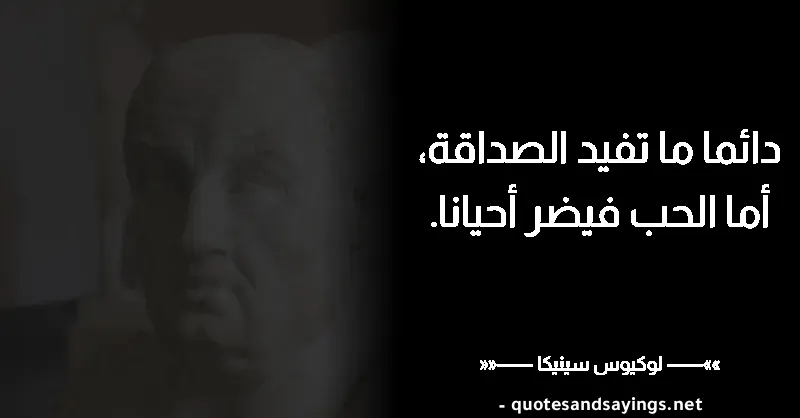 دائما ما تفيد الصداقة،
أما الحب فيضر أحيانا.
»»—— لوكيوس سينيكا ——««
- quotesandsayings.net